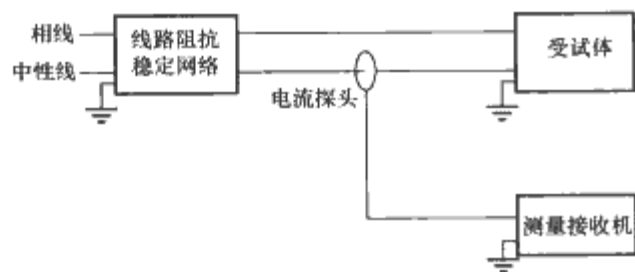 相线
中性线
线路阻抗
稳定网络
电流探头
受试体
测量接收机